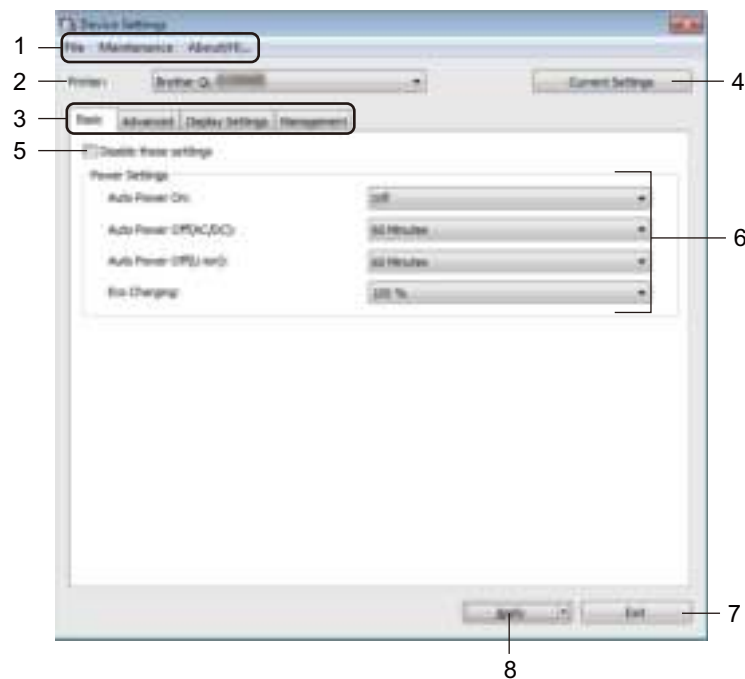 Device Settings
1
File Maintenance About(H)...
2
Printer:
Brother QL
Current Settings
4
3
Basic Advanced Display Settings Management
5
Disable these settings
Power Settings
Auto Power On:
Off
Auto Power Off(AC/DC):
60 Minutes
6
Auto Power Off(Li-ion):
60 Minutes
Eco Charging:
100 %
Apply
Exit
7
8